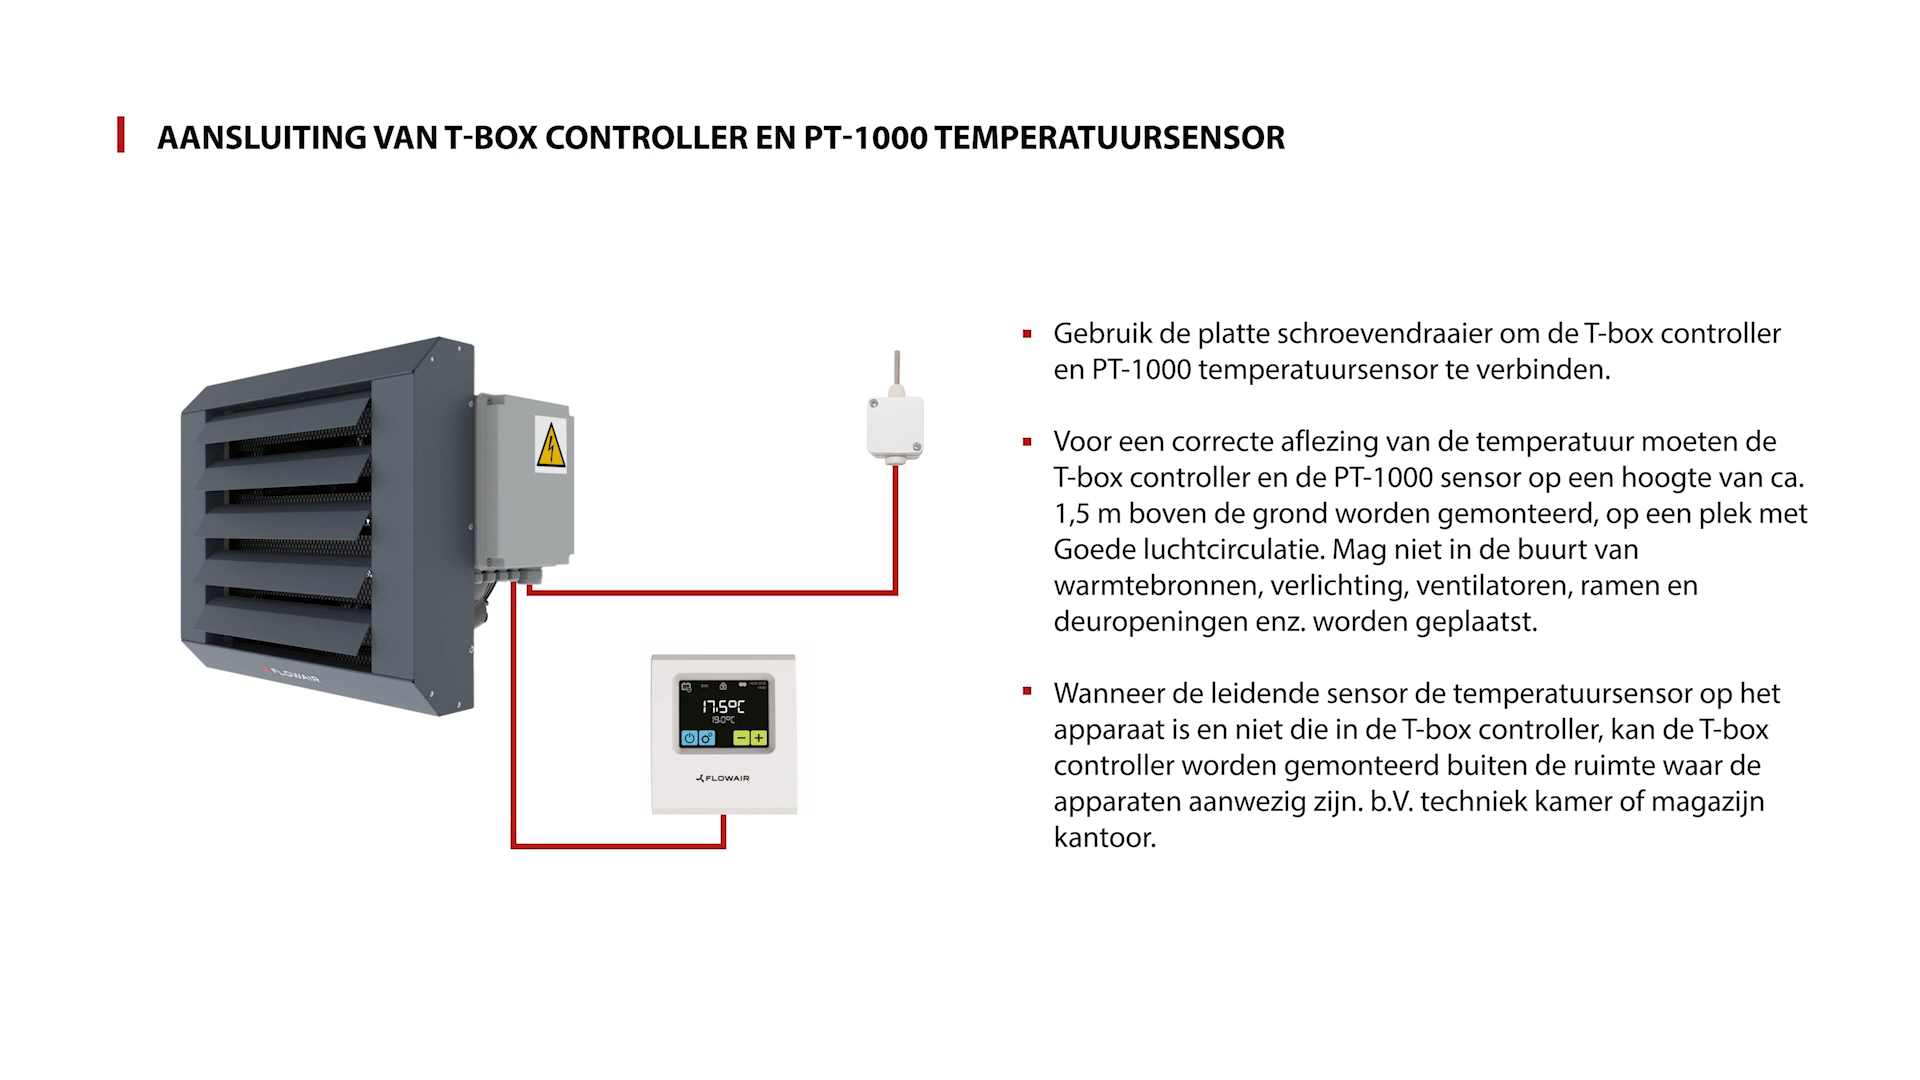 AANSLUITING VAN T-BOX CONTROLLER EN PT-1000 TEMPERATUURSENSOR
Gebruik de platte schroevendraaier om de T-box controller
en PT-1000 temperatuursensor te verbinden.
Voor een correcte aflezing van de temperatuur moeten de
T-box controller en de PT-1000 sensor op een hoogte van ca.
1,5 m boven de grond worden gemonteerd, op een plek met
Goede luchtcirculatie. Mag niet in de buurt van
warmtebronnen, verlichting, ventilatoren, ramen en
deuropeningen enz. worden geplaatst.
Wanneer de leidende sensor de temperatuursensor op het
apparaat is en niet die in de T-box controller, kan de T-box
controller worden gemonteerd buiten de ruimte waar de
apparaten aanwezig zijn. b.V. techniek kamer of magazijn
kantoor.
FLOWAIR
17,5°C
19.0°C
FLOWAIR